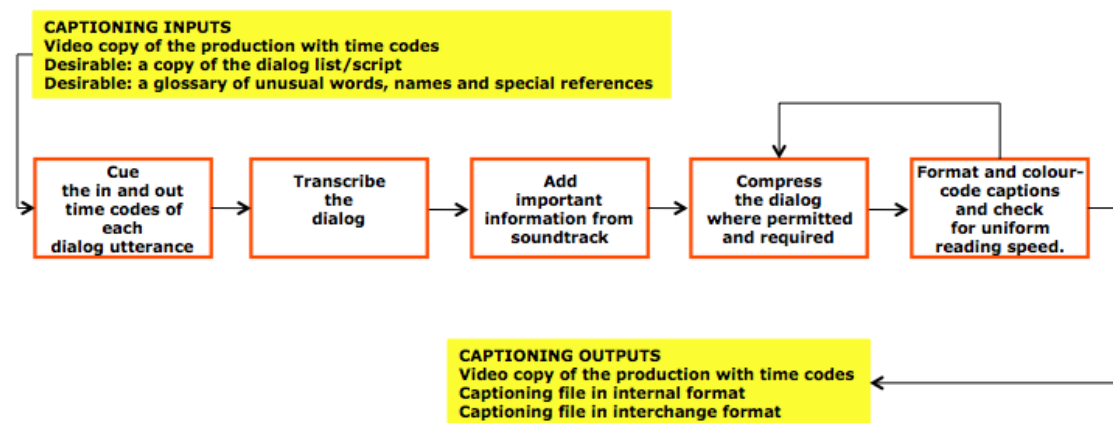 CAPTIONING INPUTS
Video copy of the production with time codes
Desirable: a copy of the dialog list/script
Desirable: a glossary of unusual words, names and special references
Cue
the in and out
time codes of
each
dialog utterance
Transcribe
the
dialog
Add
important
information from
soundtrack
Compress
the dialog
where permitted
and required
Format and colour-
code captions
and check
for uniform
reading speed.
CAPTIONING OUTPUTS
Video copy of the production with time codes
Captioning file in internal format
Captioning file in interchange format